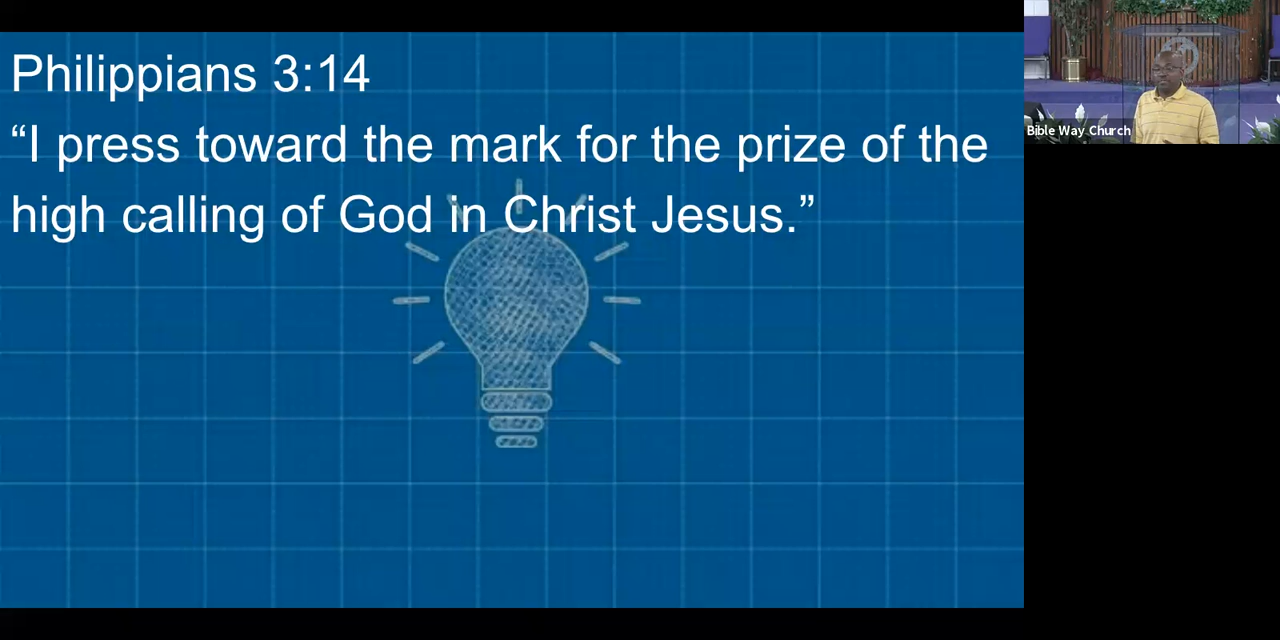 Philippians 3:14
“I press toward the mark for the prize of the
high calling of God in Christ Jesus.”
Bible Way Church